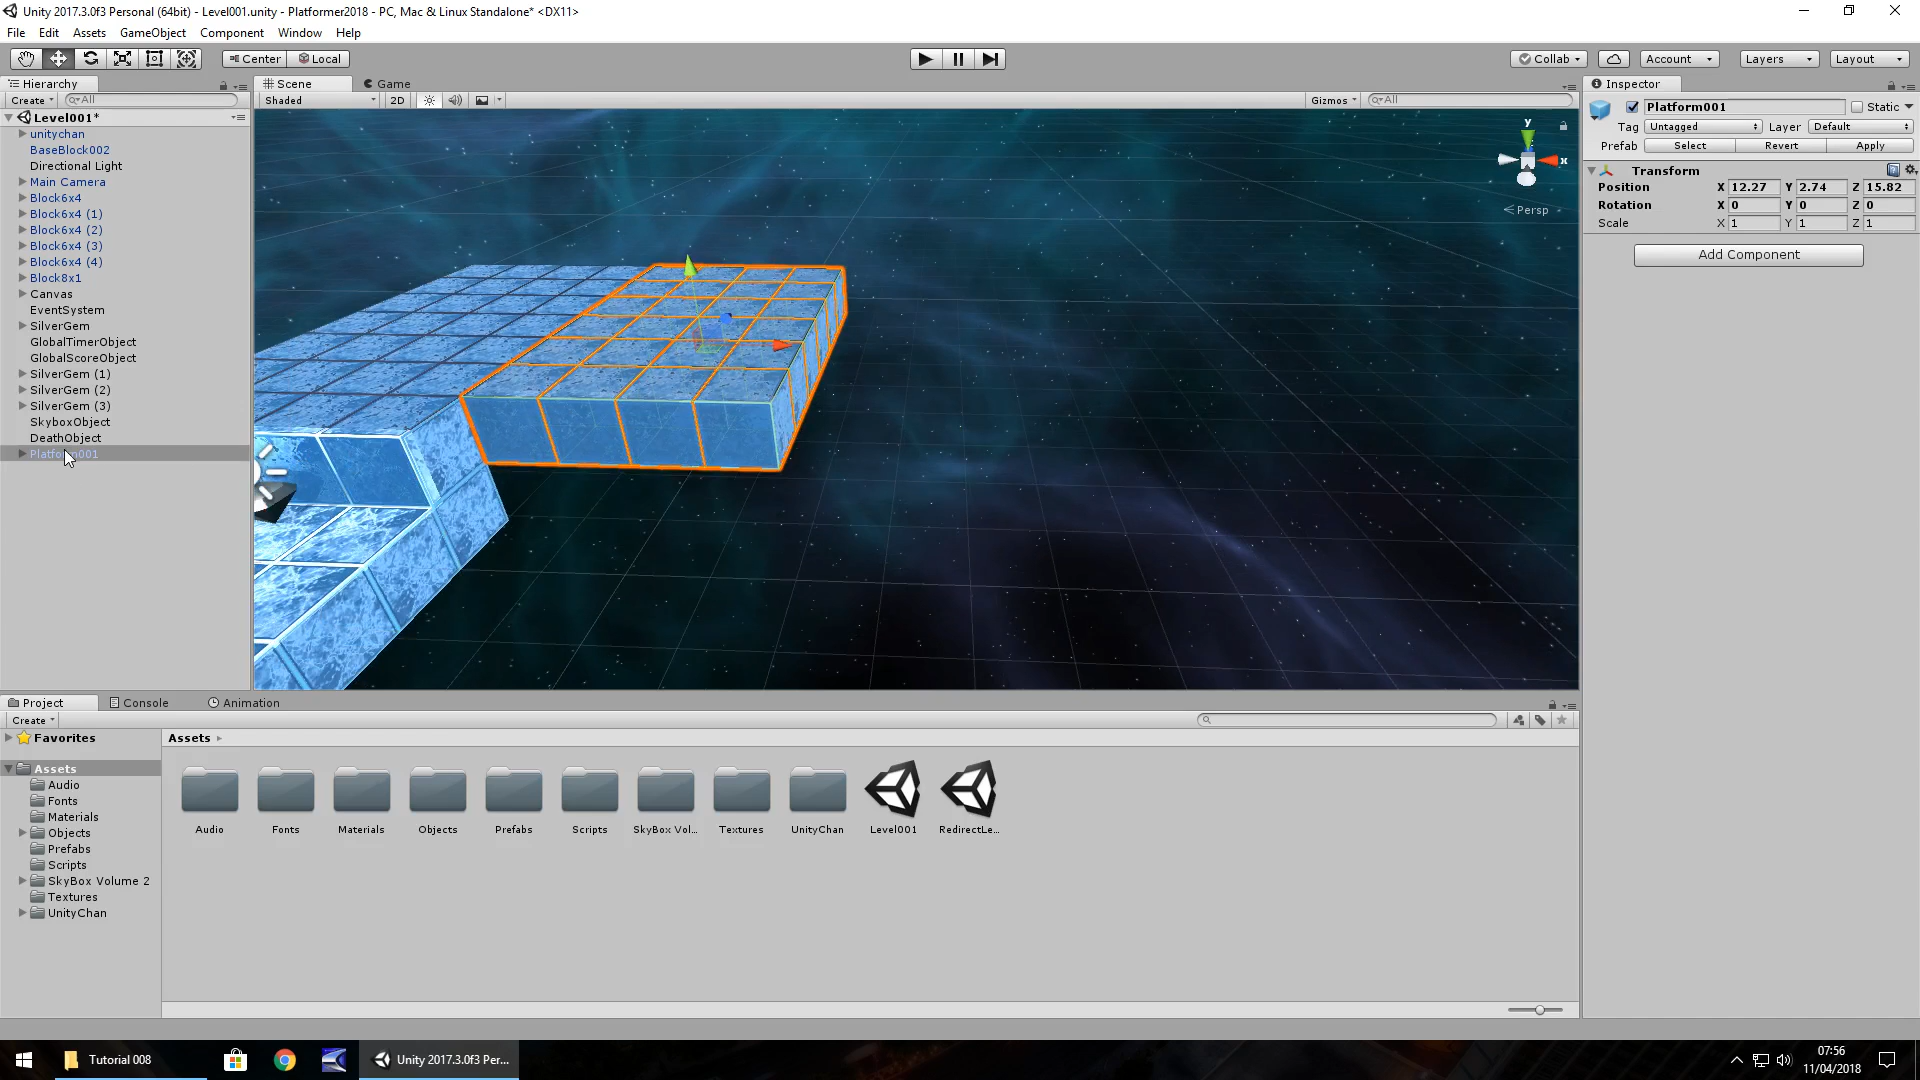 Unity 2017.3.0f3 Personal (64bit) - Level001.unity - Platformer2018 - PC, Mac & Linux Standalone* <DX11>
File Edit Assets GameObject Component Window Help
Center Local
Collab Account Layers Layout
Hierarchy
Create All
Level001*
unitychan
BaseBlock002
Directional Light
Main Camera
Block6x4
Block6x4 (1)
Block6x4 (2)
Block6x4 (3)
Block6x4 (4)
Block8x1
Canvas
EventSystem
SilverGem
GlobalTimerObject
GlobalScoreObject
SilverGem (1)
SilverGem (2)
SilverGem (3)
SkyboxObject
DeathObject
Platform001
Scene Game
Shaded 2D Gizmos All
y
x
Persp
Inspector
Platform001 Static
Tag Untagged Layer Default
Prefab Select Revert Apply
Transform
Position X 12.27 Y 2.74 Z 15.82
Rotation X 0 Y 0 Z 0
Scale X 1 Y 1 Z 1
Add Component
Project Console Animation
Create
Favorites
Assets
Audio
Fonts
Materials
Objects
Prefabs
Scripts
SkyBox Volume 2
Textures
UnityChan
Assets
Audio Fonts Materials Objects Prefabs Scripts SkyBox Vol... Textures UnityChan Level001 RedirectLe...
Tutorial 008
Unity 2017.3.0f3 Per...
07:56
11/04/2018